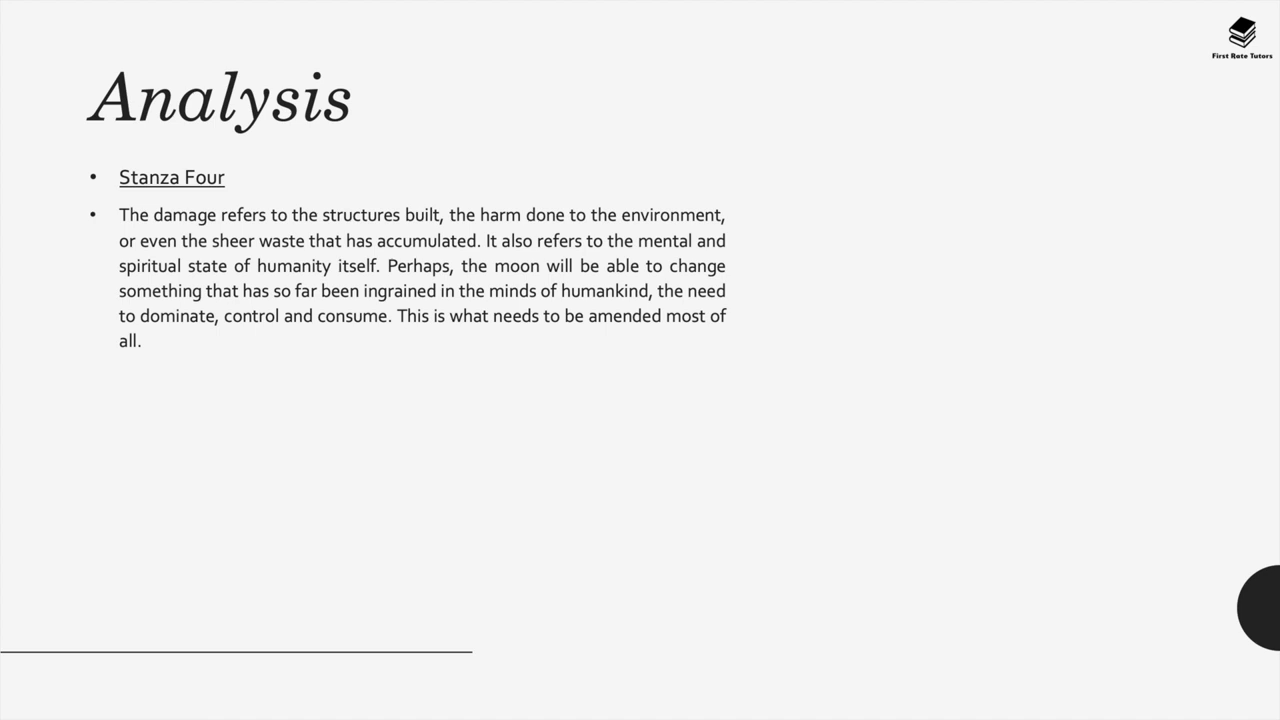 First Rate Tutors
Analysis
• Stanza Four
• The damage refers to the structures built, the harm done to the environment,
or even the sheer waste that has accumulated. It also refers to the mental and
spiritual state of humanity itself. Perhaps, the moon will be able to change
something that has so far been ingrained in the minds of humankind, the need
to dominate, control and consume. This is what needs to be amended most of
all.